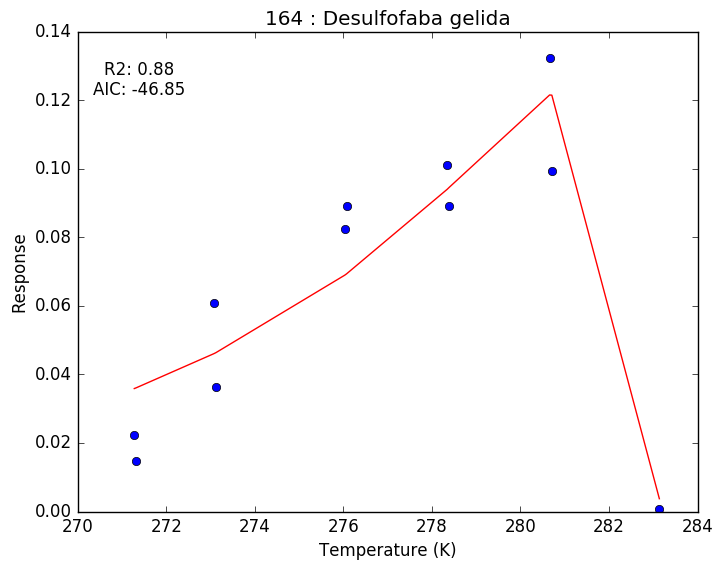 164 : Desulfofaba gelida
R2: 0.88
AIC: -46.85
Response
0.14
0.12
0.10
0.08
0.06
0.04
0.02
0.00
270 272 274 276 278 280 282 284
Temperature (K)